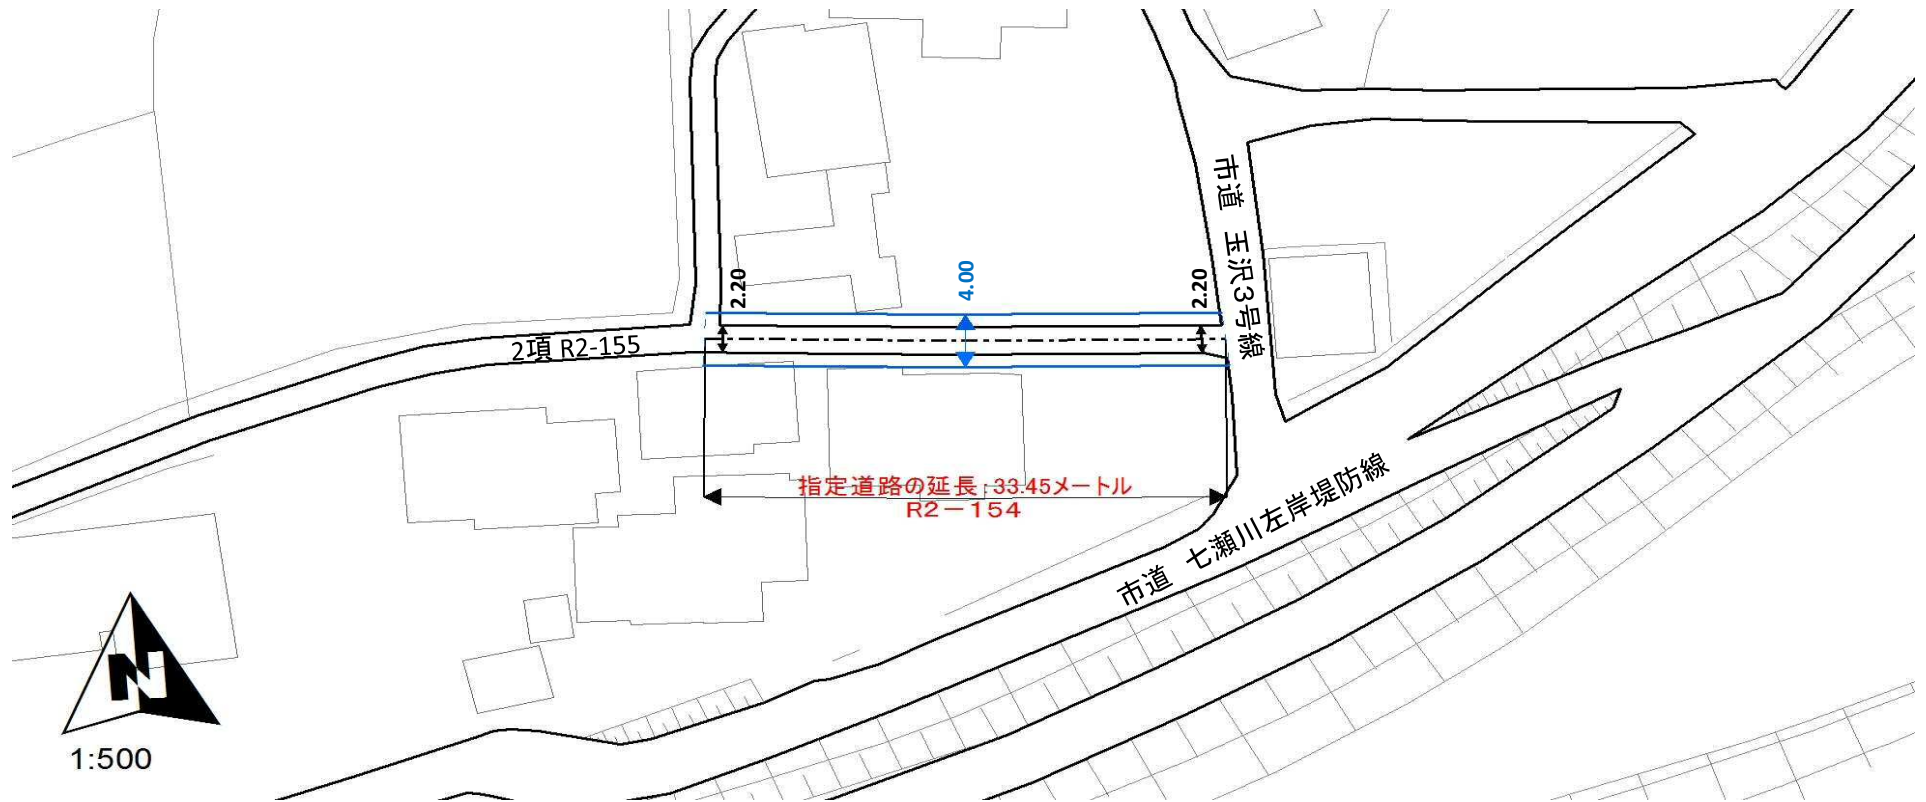 市道 玉沢3号線
2.20
4.00
2.20
2項 R2-155
指定道路の延長：33.45メートル
R2－154
市道 七瀬川左岸堤防線
N
1:500